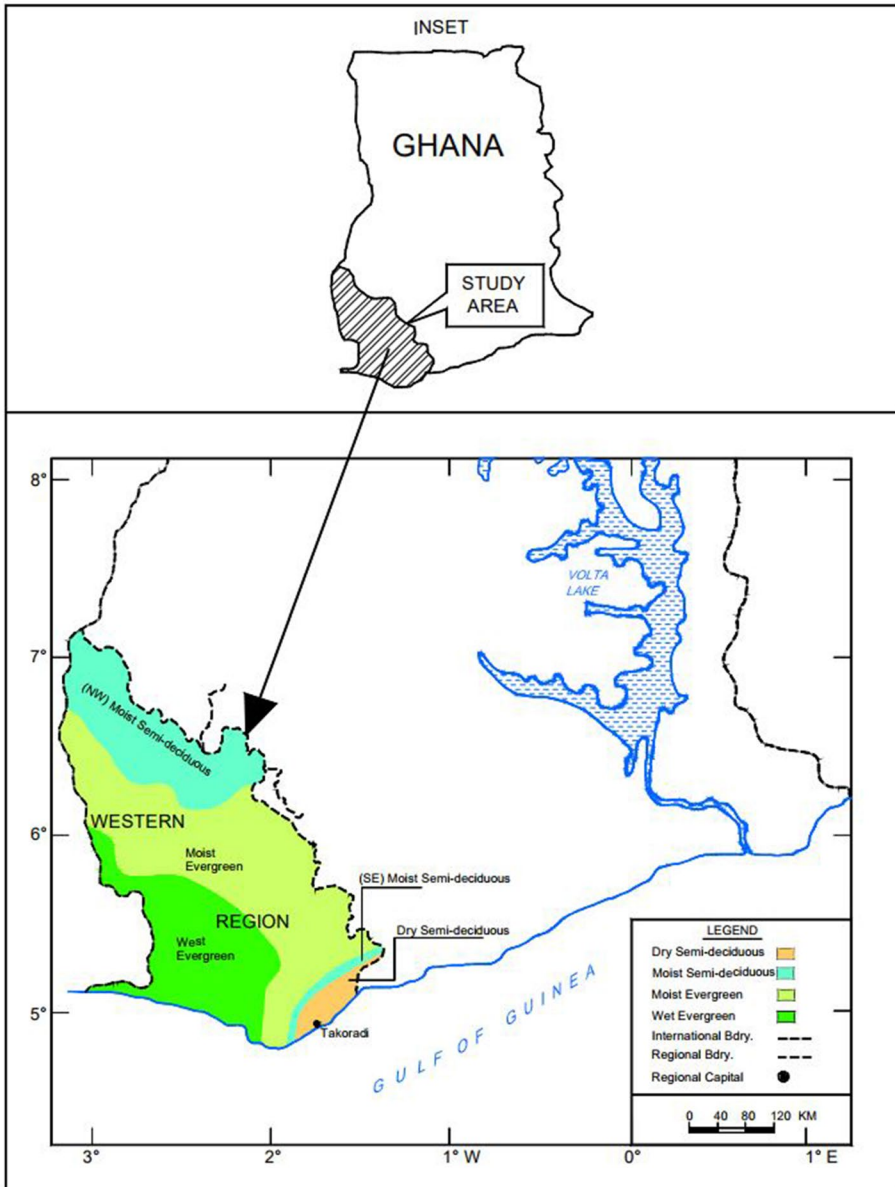 INSET
GHANA
STUDY
AREA
8°
7°
6°
5°
VOLTA
LAKE
(NW) Moist Semi-deciduous
WESTERN
Moist
Evergreen
REGION
West
Evergreen
(SE) Moist Semi-deciduous
Dry Semi-deciduous
Takoradi
GULF OF GUINEA
LEGEND
Dry Semi-deciduous
Moist Semi-deciduous
Moist Evergreen
Wet Evergreen
International Bdry.
Regional Bdry.
Regional Capital
0 40 80 120 KM
3° 2° 1° W 0° 1° E